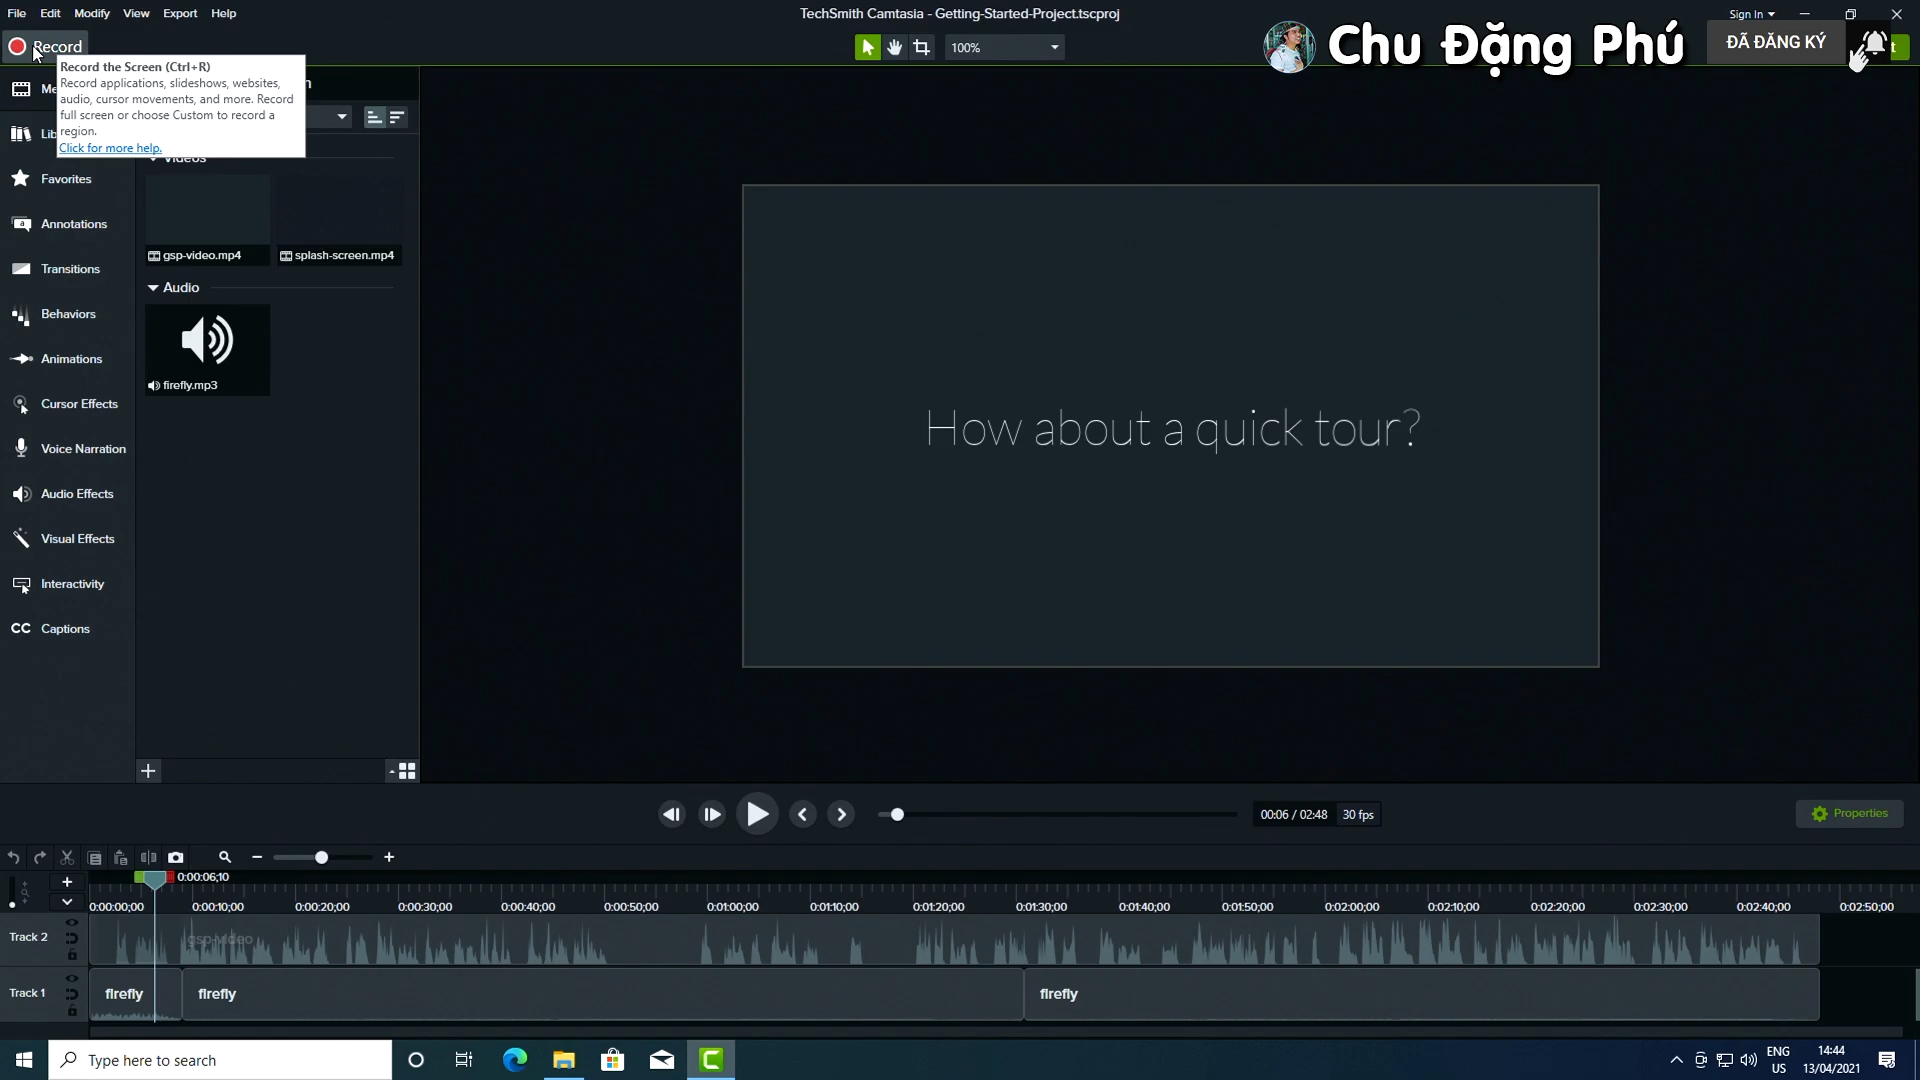 File Edit Modify View Export Help
TechSmith Camtasia - Getting-Started-Project.tscproj
Sign In
Record
100%
Chu Đặng Phú
ĐÃ ĐĂNG KÝ
Record the Screen (Ctrl+R)
Record applications, slideshows, websites,
audio, cursor movements, and more. Record
full screen or choose Custom to record a
region.
Click for more help.
Videos
Favorites
Annotations
Transitions
Behaviors
Animations
Cursor Effects
Voice Narration
Audio Effects
Visual Effects
Interactivity
CC Captions
gsp-video.mp4
splash-screen.mp4
Audio
firefly.mp3
How about a quick tour?
00:06 / 02:48 30 fps
Properties
0:00:06;10
0:00:00;00 0:00:10;00 0:00:20;00 0:00:30;00 0:00:40;00 0:00:50;00 0:01:00;00 0:01:10;00 0:01:20;00 0:01:30;00 0:01:40;00 0:01:50;00 0:02:00;00 0:02:10;00 0:02:20;00 0:02:30;00 0:02:40;00 0:02:50;00
Track 2
gsp-video
Track 1
firefly
firefly
firefly
Type here to search
ENG
US
14:44
13/04/2021